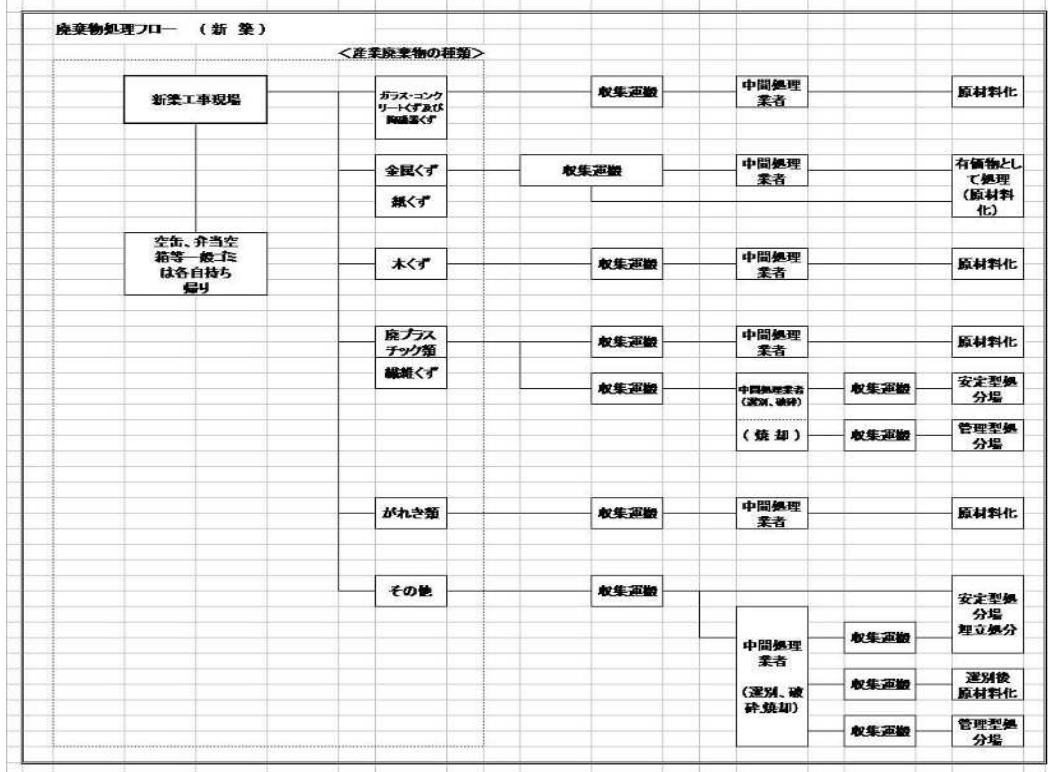 廃棄物処理フロー （新 築）
＜産業廃棄物の種類＞
新築工事現場
ガラス・コンク
リートくず及び
陶磁器くず
収集運搬
中間処理
業者
原材料化
金属くず
紙くず
収集運搬
中間処理
業者
有価物とし
て処理
（原材料
化）
空缶、弁当空
箱等一般ゴミ
は各自持ち
帰り
木くず
収集運搬
中間処理
業者
原材料化
廃プラス
チック類
繊維くず
収集運搬
中間処理
業者
原材料化
収集運搬
中間処理業者
（選別、破砕）
収集運搬
安定型処
分場
（焼 却）
収集運搬
管理型処
分場
がれき類
収集運搬
中間処理
業者
原材料化
その他
収集運搬
安定型処
分場
埋立処分
中間処理
業者
（選別、破
砕、焼却）
収集運搬
収集運搬
選別後
原材料化
収集運搬
管理型処
分場